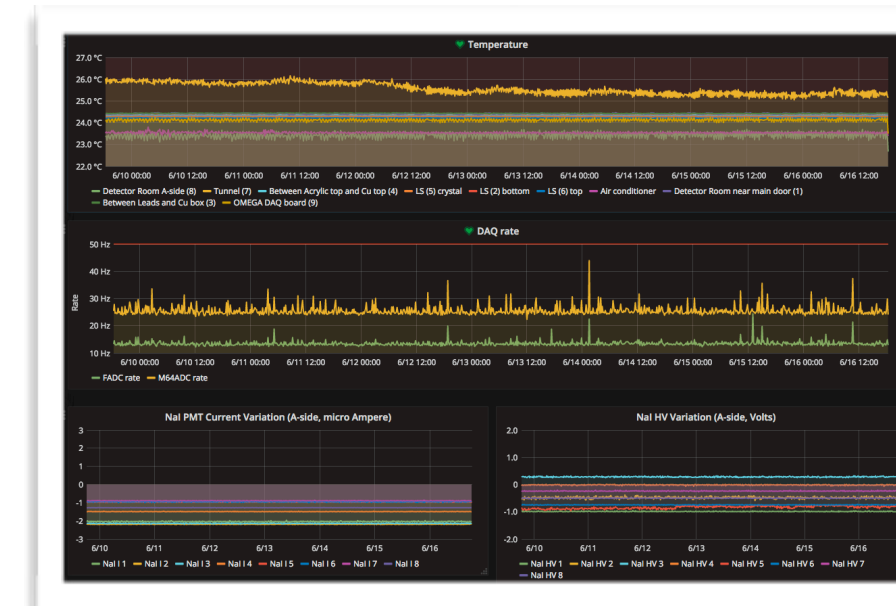 Temperature
27.0 °C
26.0 °C
25.0 °C
24.0 °C
23.0 °C
22.0 °C
6/10 00:00 6/10 12:00 6/11 00:00 6/11 12:00 6/12 00:00 6/12 12:00 6/13 00:00 6/13 12:00 6/14 00:00 6/14 12:00 6/15 00:00 6/15 12:00 6/16 00:00 6/16 12:00
Detector Room A-side (8) Tunnel (7) Between Acrylic top and Cu top (4) LS (5) crystal LS (2) bottom LS (6) top Air conditioner Detector Room near main door (1)
Between Leads and Cu box (3) OMEGA DAQ board (9)
DAQ rate
50 Hz
40 Hz
30 Hz
20 Hz
10 Hz
Rate
6/10 00:00 6/10 12:00 6/11 00:00 6/11 12:00 6/12 00:00 6/12 12:00 6/13 00:00 6/13 12:00 6/14 00:00 6/14 12:00 6/15 00:00 6/15 12:00 6/16 00:00 6/16 12:00
FADC rate M64ADC rate
NaI PMT Current Variation (A-side, micro Ampere)
3
2
1
0
-1
-2
-3
6/10 6/11 6/12 6/13 6/14 6/15 6/16
NaI I 1 NaI I 2 NaI I 3 NaI I 4 NaI I 5 NaI I 6 NaI I 7 NaI I 8
NaI HV Variation (A-side, Volts)
2.0
1.0
0
-1.0
-2.0
6/10 6/11 6/12 6/13 6/14 6/15 6/16
NaI HV 1 NaI HV 2 NaI HV 3 NaI HV 4 NaI HV 5 NaI HV 6 NaI HV 7
NaI HV 8